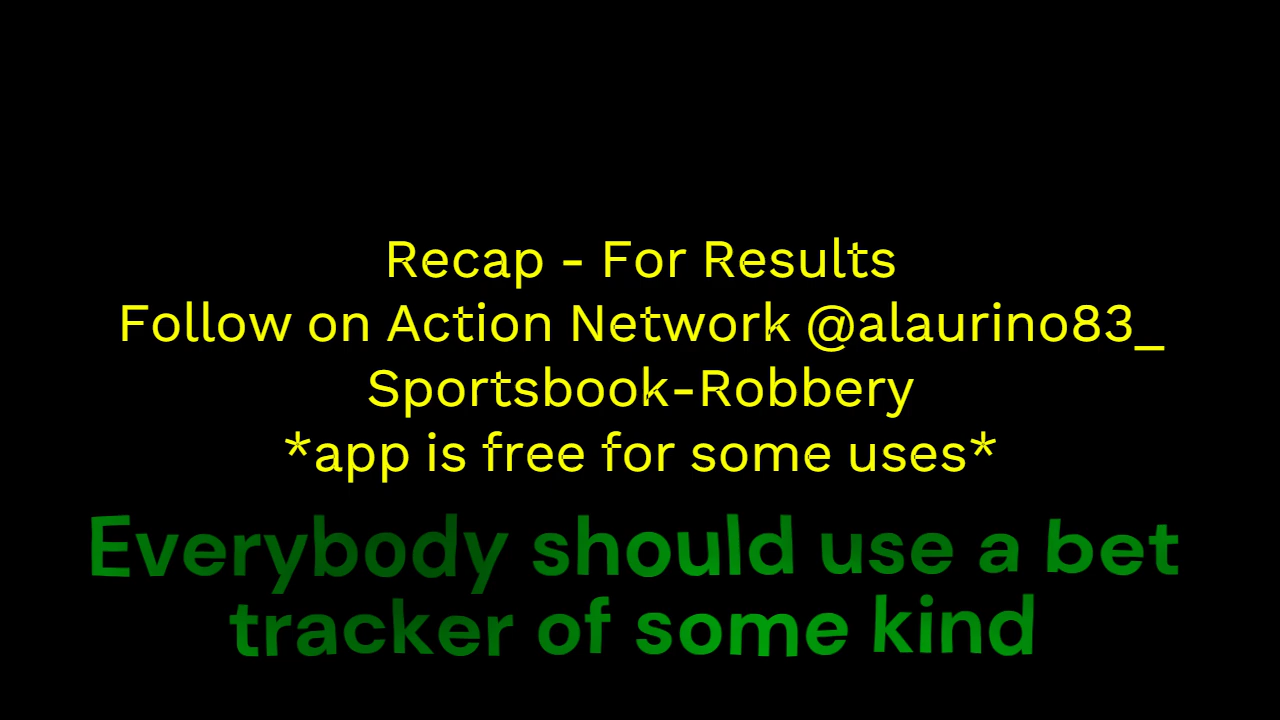 Recap - For Results
Follow on Action Network @alaurino83_
Sportsbook-Robbery
*app is free for some uses*
Everybody should use a bet
tracker of some kind